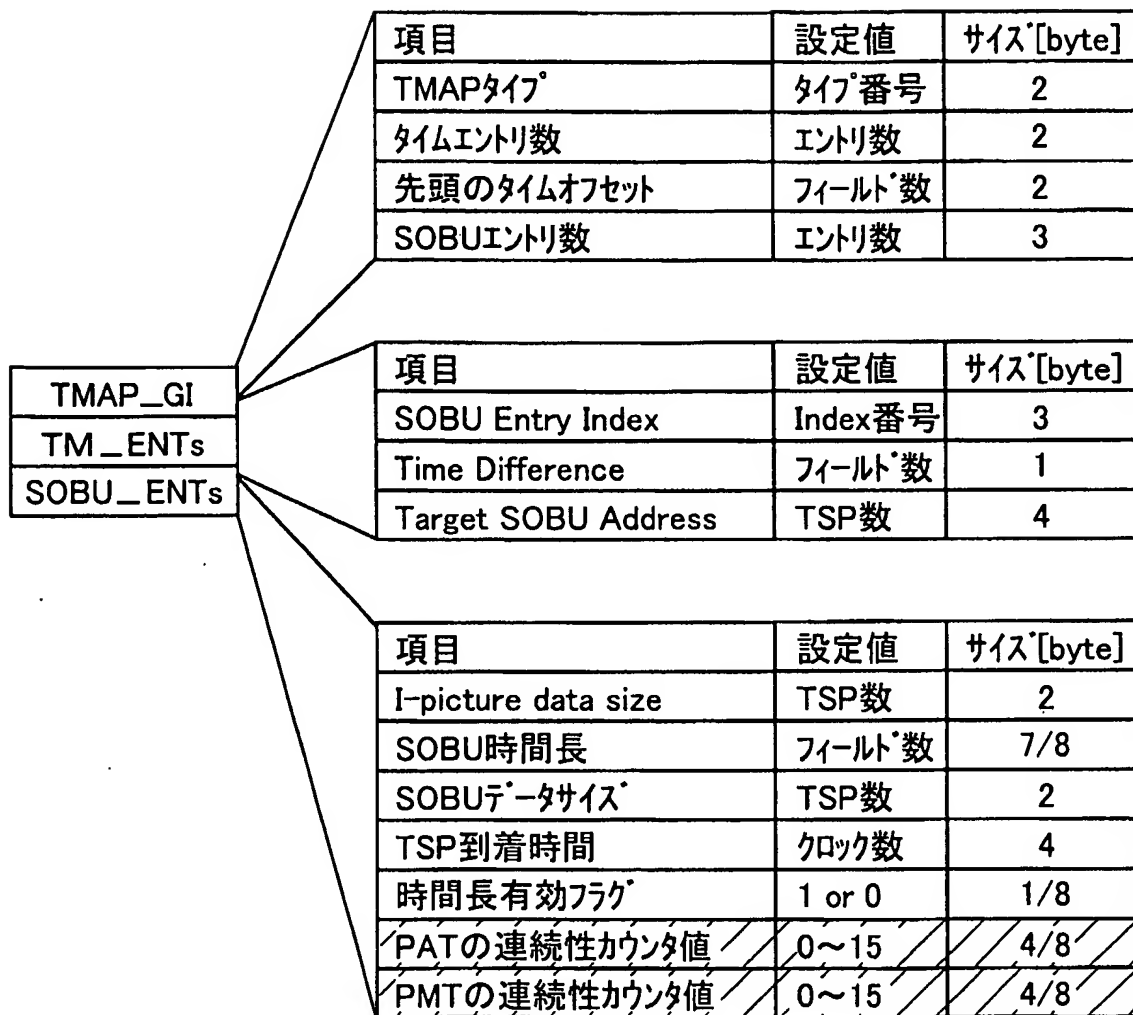 項目 設定値 ｻｲｽﾞ[byte]
TMAPﾀｲﾌﾟ ﾀｲﾌﾟ番号 2
ﾀｲﾑｴﾝﾄﾘ数 ｴﾝﾄﾘ数 2
先頭のﾀｲﾑｵﾌｾｯﾄ ﾌｨｰﾙﾄﾞ数 2
SOBUｴﾝﾄﾘ数 ｴﾝﾄﾘ数 3
TMAP_GI
TM_ENTs
SOBU_ENTs
項目 設定値 ｻｲｽﾞ[byte]
SOBU Entry Index Index番号 3
Time Difference ﾌｨｰﾙﾄﾞ数 1
Target SOBU Address TSP数 4
項目 設定値 ｻｲｽﾞ[byte]
I-picture data size TSP数 2
SOBU時間長 ﾌｨｰﾙﾄﾞ数 7/8
SOBUﾃﾞｰﾀｻｲｽﾞ TSP数 2
TSP到着時間 ｸﾛｯｸ数 4
時間長有効ﾌﾗｸﾞ 1 or 0 1/8
PATの連続性ｶｳﾝﾀ値 0～15 4/8
PMTの連続性ｶｳﾝﾀ値 0～15 4/8